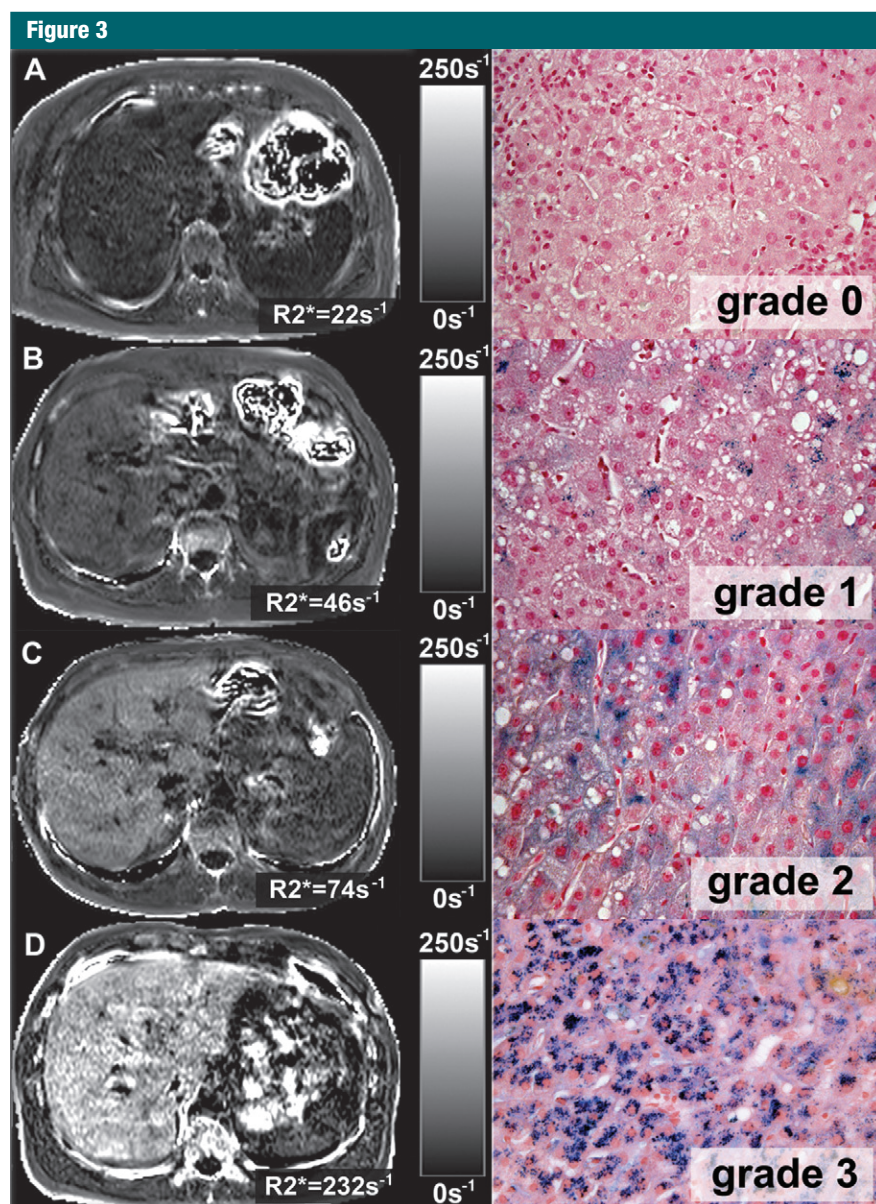 Figure 3
A
250s⁻¹
R2*=22s⁻¹
0s⁻¹
grade 0
B
250s⁻¹
R2*=46s⁻¹
0s⁻¹
grade 1
C
250s⁻¹
R2*=74s⁻¹
0s⁻¹
grade 2
D
250s⁻¹
R2*=232s⁻¹
0s⁻¹
grade 3